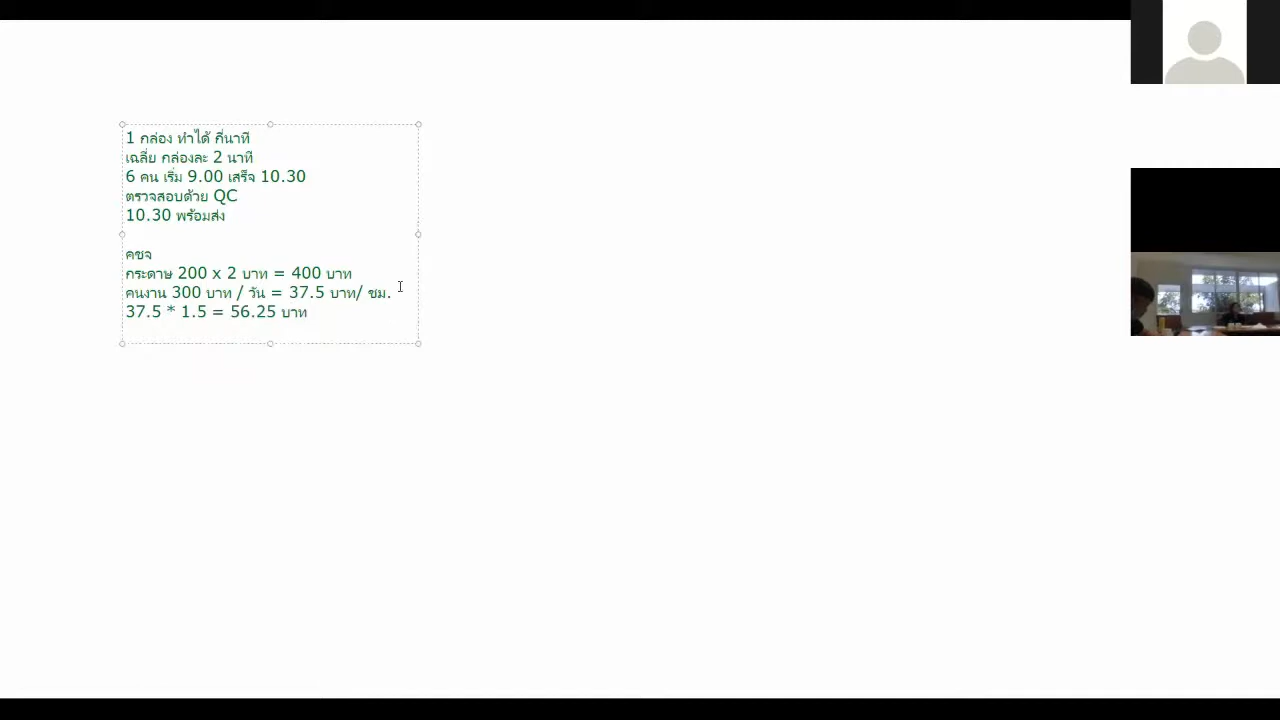 1 กล่อง ทำได้ กี่นาที
เฉลี่ย กล่องละ 2 นาที
6 คน เริ่ม 9.00 เสร็จ 10.30
ตรวจสอบด้วย QC
10.30 พร้อมส่ง
คชจ
กระดาษ 200 x 2 บาท = 400 บาท
คนงาน 300 บาท / วัน = 37.5 บาท/ ชม.
37.5 * 1.5 = 56.25 บาท